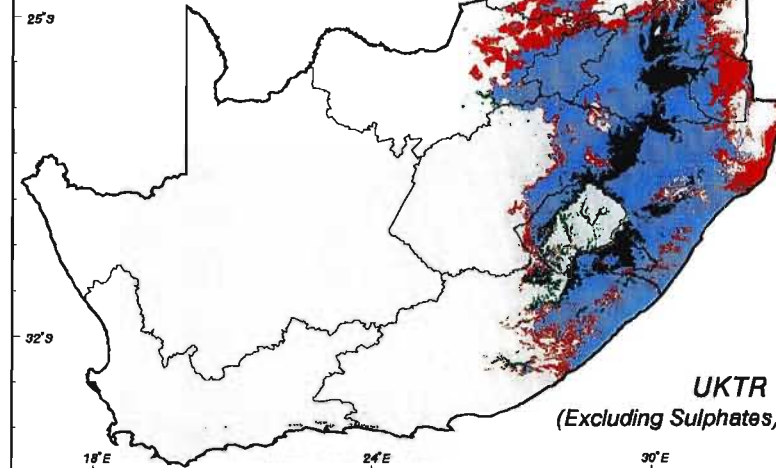 25°S
32°S
UKTR
(Excluding Sulphates)
18°E
24°E
30°E